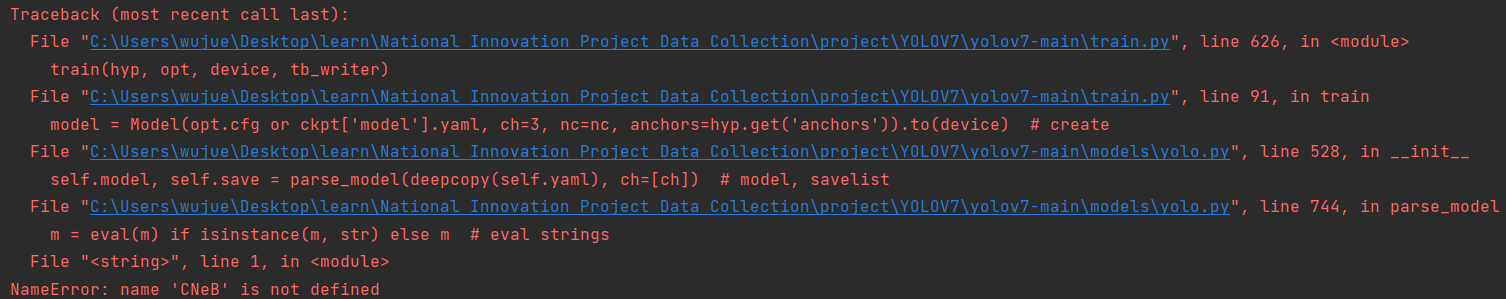 Traceback (most recent call last):
File "C:\Users\wujue\Desktop\learn\National Innovation Project Data Collection\project\YOLOV7\yolov7-main\train.py", line 626, in <module>
train(hyp, opt, device, tb_writer)
File "C:\Users\wujue\Desktop\learn\National Innovation Project Data Collection\project\YOLOV7\yolov7-main\train.py", line 91, in train
model = Model(opt.cfg or ckpt['model'].yaml, ch=3, nc=nc, anchors=hyp.get('anchors')).to(device)  # create
File "C:\Users\wujue\Desktop\learn\National Innovation Project Data Collection\project\YOLOV7\yolov7-main\models\yolo.py", line 528, in __init__
self.model, self.save = parse_model(deepcopy(self.yaml), ch=[ch])  # model, savelist
File "C:\Users\wujue\Desktop\learn\National Innovation Project Data Collection\project\YOLOV7\yolov7-main\models\yolo.py", line 744, in parse_model
m = eval(m) if isinstance(m, str) else m  # eval strings
File "<string>", line 1, in <module>
NameError: name 'CNeB' is not defined